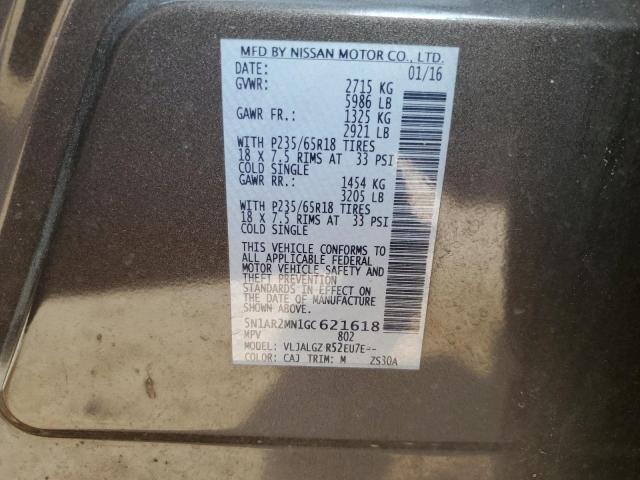 MFD BY NISSAN MOTOR CO., LTD.
DATE: 01/16
GVWR: 2715 KG
5986 LB
GAWR FR.: 1325 KG
2921 LB
WITH P235/65R18 TIRES
18 X 7.5 RIMS AT 33 PSI
COLD SINGLE
GAWR RR.: 1454 KG
3205 LB
WITH P235/65R18 TIRES
18 X 7.5 RIMS AT 33 PSI
COLD SINGLE
THIS VEHICLE CONFORMS TO
ALL APPLICABLE FEDERAL
MOTOR VEHICLE SAFETY AND
THEFT PREVENTION
STANDARDS IN EFFECT ON
THE DATE OF MANUFACTURE
SHOWN ABOVE.
5N1AR2MN1GC621618
MPV 802
MODEL: VLJALGZ R52EU7E--
COLOR: CAJ TRIM: M ZS30A